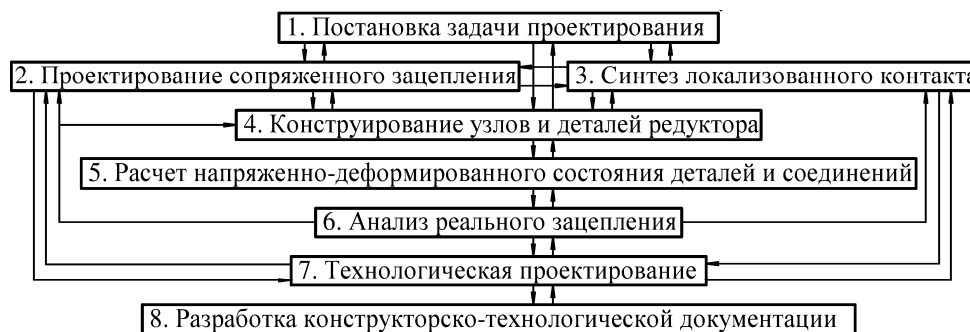 1. Постановка задачи проектирования
2. Проектирование сопряженного зацепления
3. Синтез локализованного контакта
4. Конструирование узлов и деталей редуктора
5. Расчет напряженно-деформированного состояния деталей и соединений
6. Анализ реального зацепления
7. Технологическая проектирование
8. Разработка конструкторско-технологической документации